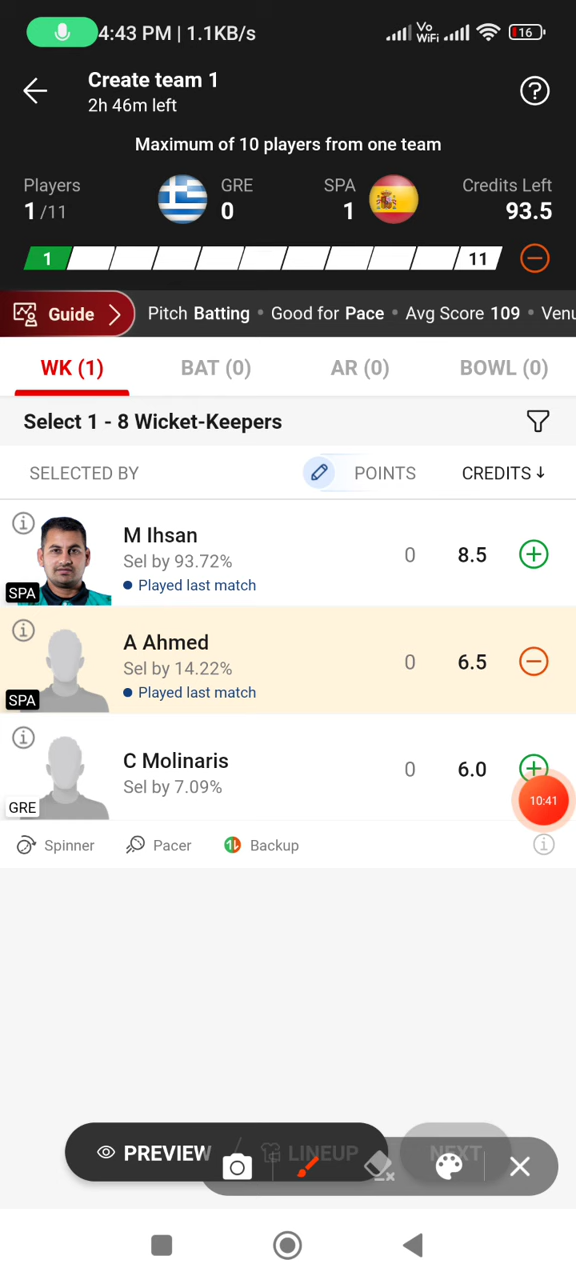 4:43 PM | 1.1KB/s Vo WiFi 16
Create team 1
2h 46m left
Maximum of 10 players from one team
Players GRE SPA Credits Left
1/11 0 1 93.5
1 11
Guide Pitch Batting • Good for Pace • Avg Score 109 • Venu
WK (1) BAT (0) AR (0) BOWL (0)
Select 1 - 8 Wicket-Keepers
SELECTED BY POINTS CREDITS↓
M Ihsan
Sel by 93.72% 0 8.5
Played last match
SPA
A Ahmed
Sel by 14.22% 0 6.5
Played last match
SPA
C Molinaris 0 6.0
Sel by 7.09%
GRE 10:41
Spinner Pacer Backup
PREVIEW LINEUP NEXT